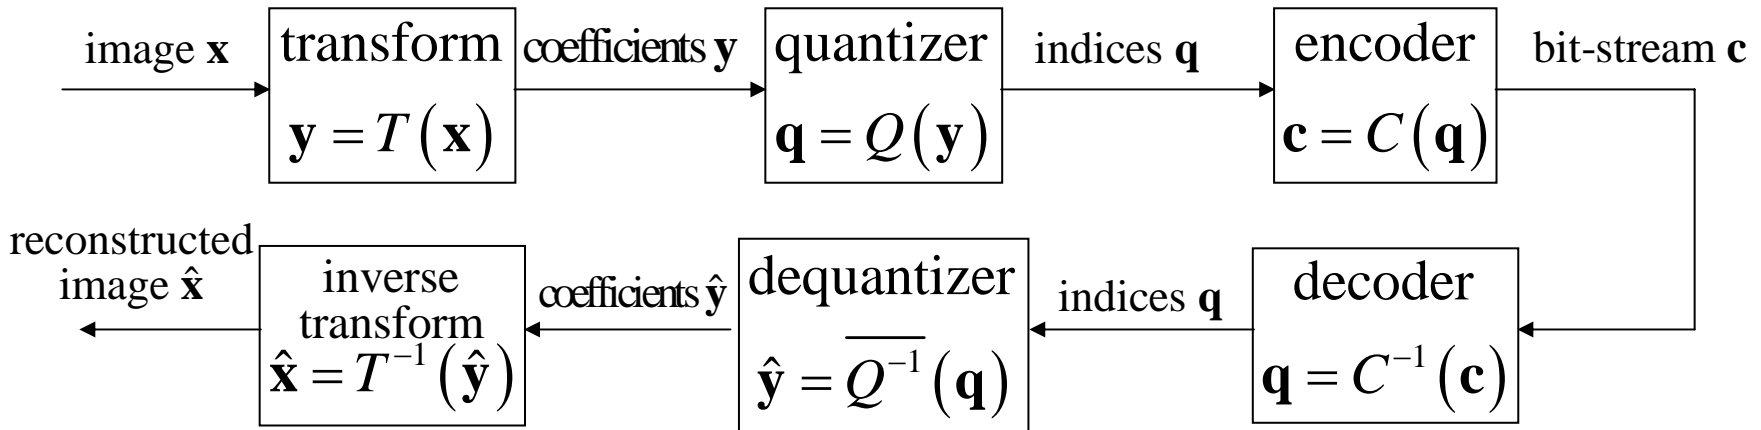 image x
transform
y = T(x)
coefficients y
quantizer
q = Q(y)
indices q
encoder
c = C(q)
bit-stream c
reconstructed
image x̂
inverse
transform
x̂ = T⁻¹(ŷ)
coefficients ŷ
dequantizer
ŷ = Q⁻¹̅(q)
indices q
decoder
q = C⁻¹(c)